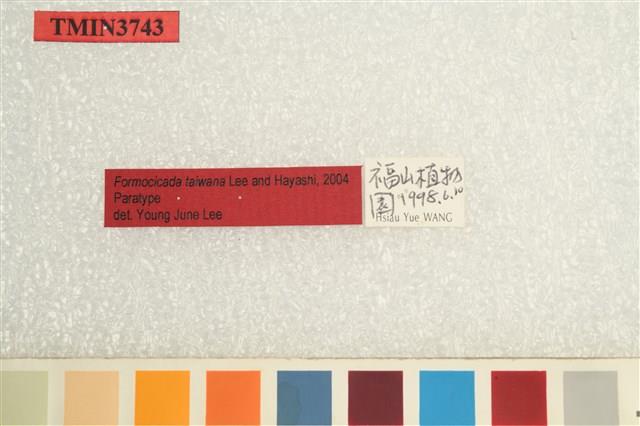 TMIN3743
Formocicada taiwana Lee and Hayashi, 2004
Paratype
det. Young June Lee
福山植物
園 1998.6.10
Hsiau Yue WANG